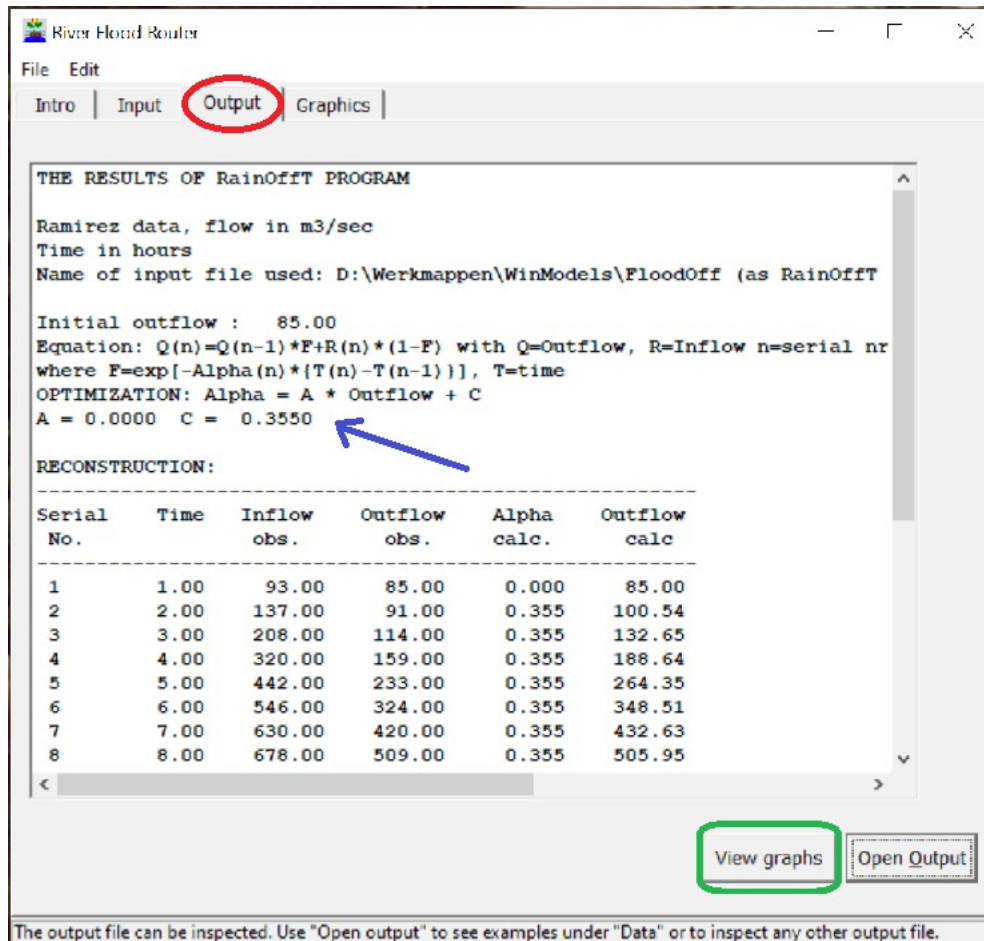 River Flood Router
File Edit
Intro Input Output Graphics
THE RESULTS OF RainOffT PROGRAM
Ramirez data, flow in m3/sec
Time in hours
Name of input file used: D:\Werkmappen\WinModels\FloodOff (as RainOffT
Initial outflow : 85.00
Equation: Q(n)=Q(n-1)*F+R(n)*(1-F) with Q=Outflow, R=Inflow n=serial nr
where F=exp[-Alpha(n)*{T(n)-T(n-1)}], T=time
OPTIMIZATION: Alpha = A * Outflow + C
A = 0.0000 C = 0.3550
RECONSTRUCTION:
------------------------------------------------------------
Serial Time Inflow Outflow Alpha Outflow
No. obs. obs. calc. calc
------------------------------------------------------------
1 1.00 93.00 85.00 0.000 85.00
2 2.00 137.00 91.00 0.355 100.54
3 3.00 208.00 114.00 0.355 132.65
4 4.00 320.00 159.00 0.355 188.64
5 5.00 442.00 233.00 0.355 264.35
6 6.00 546.00 324.00 0.355 348.51
7 7.00 630.00 420.00 0.355 432.63
8 8.00 678.00 509.00 0.355 505.95
View graphs Open Output
The output file can be inspected. Use "Open output" to see examples under "Data" or to inspect any other output file.